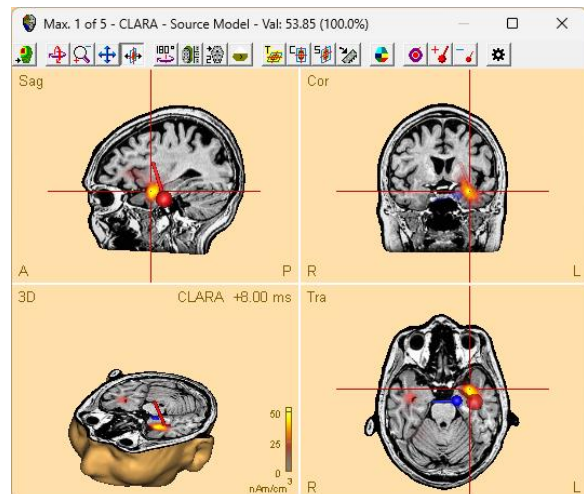 Max. 1 of 5 - CLARA - Source Model - Val: 53.85 (100.0%)
180°
Sag
A
P
Cor
R
L
3D
CLARA +8.00 ms
50
25
0
nAm/cm³
Tra
R
L